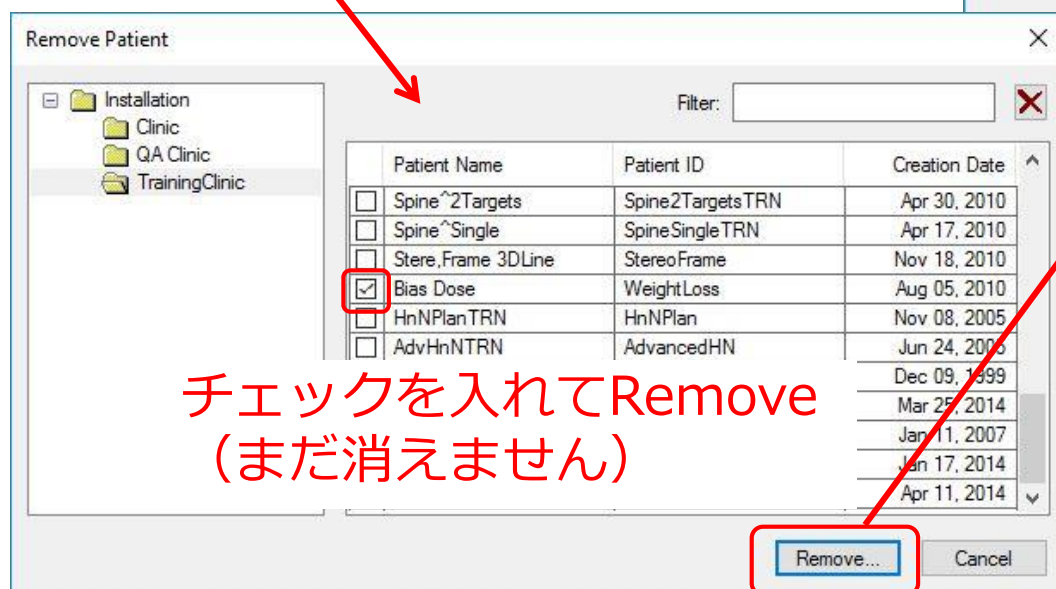 Remove Patient
Installation
Clinic
QA Clinic
TrainingClinic
Filter:
Patient Name Patient ID Creation Date
Spine^2Targets Spine2TargetsTRN Apr 30, 2010
Spine^Single SpineSingleTRN Apr 17, 2010
Stere,Frame 3DLine StereoFrame Nov 18, 2010
Bias Dose WeightLoss Aug 05, 2010
HnNPlanTRN HnNPlan Nov 08, 2005
AdvHnNTRN AdvancedHN Jun 24, 2005
Dec 09, 1999
Mar 25, 2014
Jan 11, 2007
Jan 17, 2014
Apr 11, 2014
チェックを入れてRemove
（まだ消えません）
Remove... Cancel